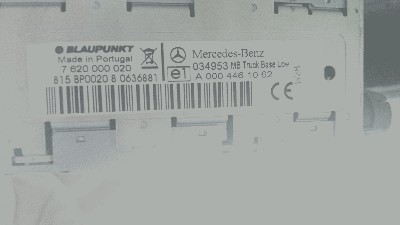 BLAUPUNKT
Made in Portugal
7 620 000 020
815 BP0020 8 0636881
Mercedes-Benz
e1 034953 MB Truck Base Low
A 000 446 10 62
CE